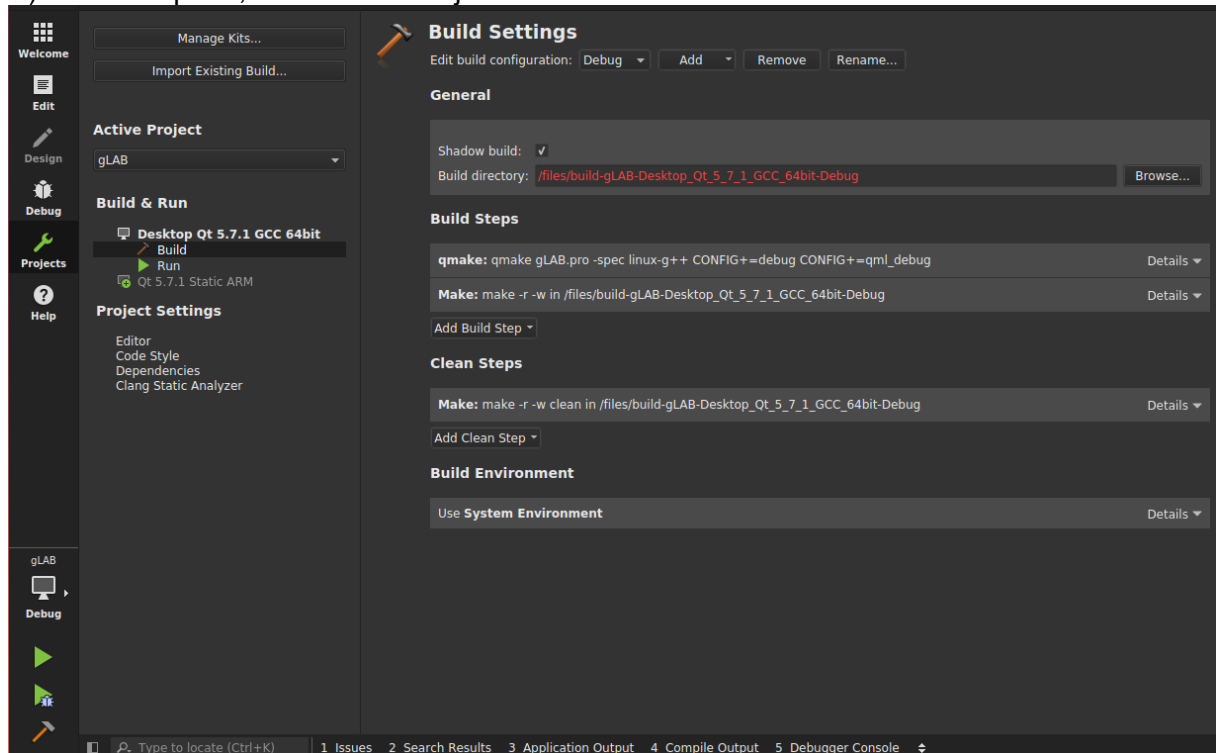 Welcome
Edit
Design
Debug
Projects
Help
gLAB
Debug
Manage Kits...
Import Existing Build...
Active Project
gLAB
Build & Run
Desktop Qt 5.7.1 GCC 64bit
Build
Run
Qt 5.7.1 Static ARM
Project Settings
Editor
Code Style
Dependencies
Clang Static Analyzer
Build Settings
Edit build configuration: Debug Add Remove Rename...
General
Shadow build:
Build directory: /files/build-gLAB-Desktop_Qt_5_7_1_GCC_64bit-Debug Browse...
Build Steps
qmake: qmake gLAB.pro -spec linux-g++ CONFIG+=debug CONFIG+=qml_debug Details
Make: make -r -w in /files/build-gLAB-Desktop_Qt_5_7_1_GCC_64bit-Debug Details
Add Build Step
Clean Steps
Make: make -r -w clean in /files/build-gLAB-Desktop_Qt_5_7_1_GCC_64bit-Debug Details
Add Clean Step
Build Environment
Use System Environment Details
Type to locate (Ctrl+K) 1 Issues 2 Search Results 3 Application Output 4 Compile Output 5 Debugger Console